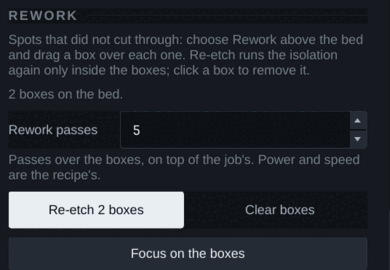 REWORK
Spots that did not cut through: choose Rework above the bed
and drag a box over each one. Re-etch runs the isolation
again only inside the boxes; click a box to remove it.
2 boxes on the bed.
Rework passes 5
Passes over the boxes, on top of the job's. Power and speed
are the recipe's.
Re-etch 2 boxes Clear boxes
Focus on the boxes